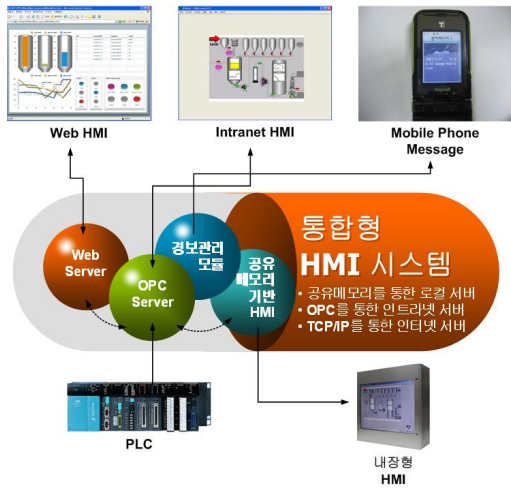 Web HMI
Intranet HMI
Mobile Phone
Message
Web
Server
OPC
Server
경보관리
모듈
공유
메모리
기반
HMI
통합형
HMI 시스템
• 공유메모리를 통한 로컬 서버
• OPC를 통한 인트라넷 서버
• TCP/IP를 통한 인터넷 서버
PLC
내장형
HMI